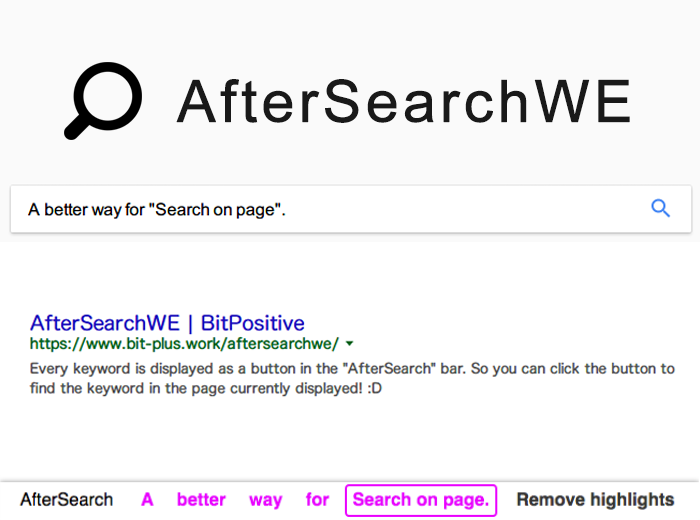 AfterSearchWE
A better way for "Search on page".
AfterSearchWE | BitPositive
https://www.bit-plus.work/aftersearchwe/
Every keyword is displayed as a button in the "AfterSearch" bar. So you can click the button to
find the keyword in the page currently displayed! :D
AfterSearch A better way for Search on page. Remove highlights